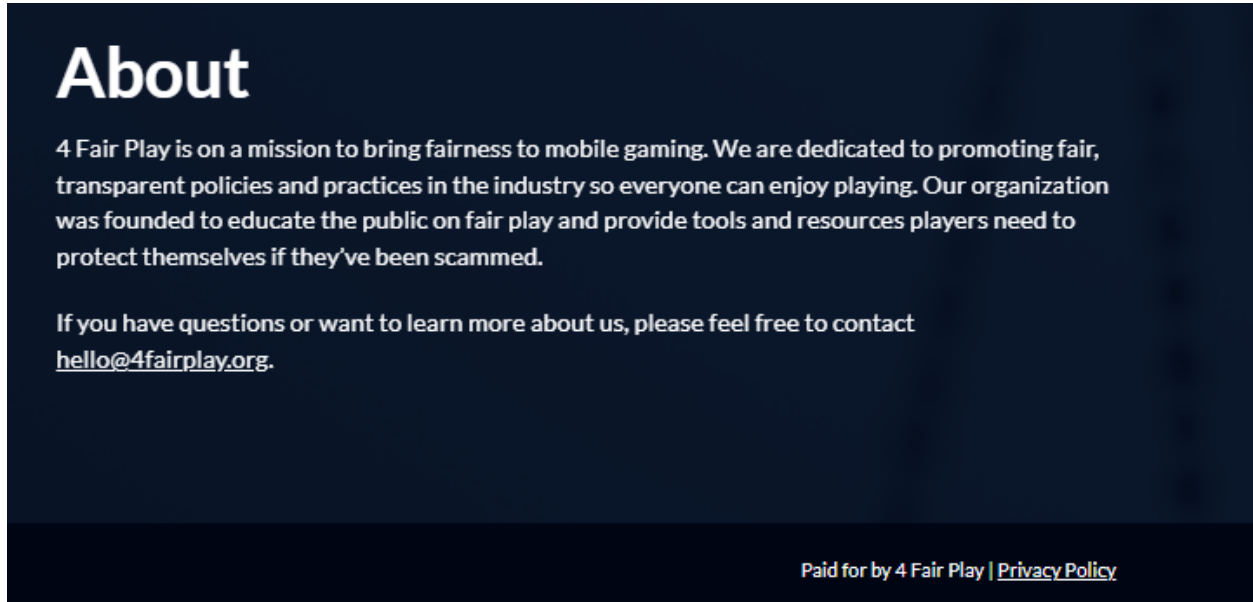 About
4 Fair Play is on a mission to bring fairness to mobile gaming. We are dedicated to promoting fair,
transparent policies and practices in the industry so everyone can enjoy playing. Our organization
was founded to educate the public on fair play and provide tools and resources players need to
protect themselves if they’ve been scammed.
If you have questions or want to learn more about us, please feel free to contact
hello@4fairplay.org.
Paid for by 4 Fair Play | Privacy Policy